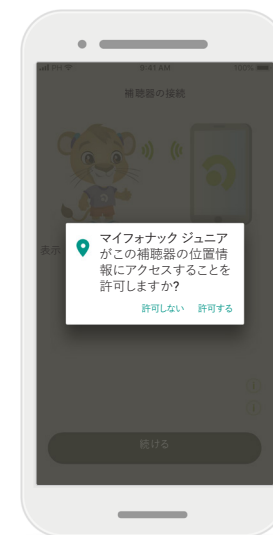 PH
9:41 AM
100%
補聴器の接続
表示
マイフォナック ジュニア
がこの補聴器の位置情
報にアクセスすることを
許可しますか?
許可しない 許可する
続ける